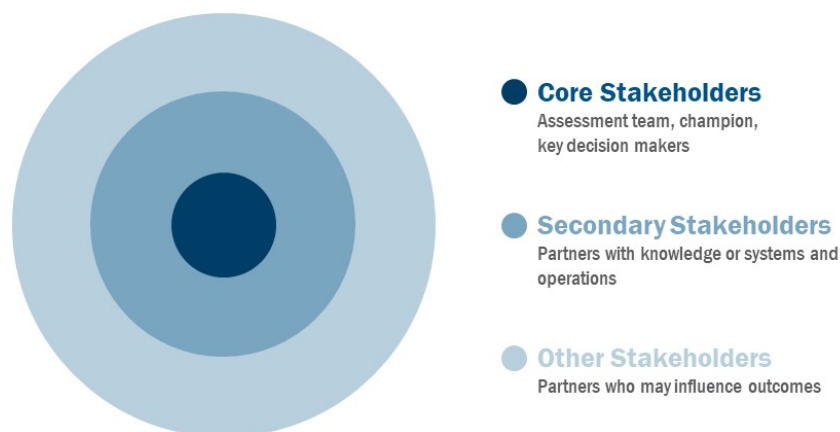 Core Stakeholders
Assessment team, champion,
key decision makers
Secondary Stakeholders
Partners with knowledge or systems and
operations
Other Stakeholders
Partners who may influence outcomes